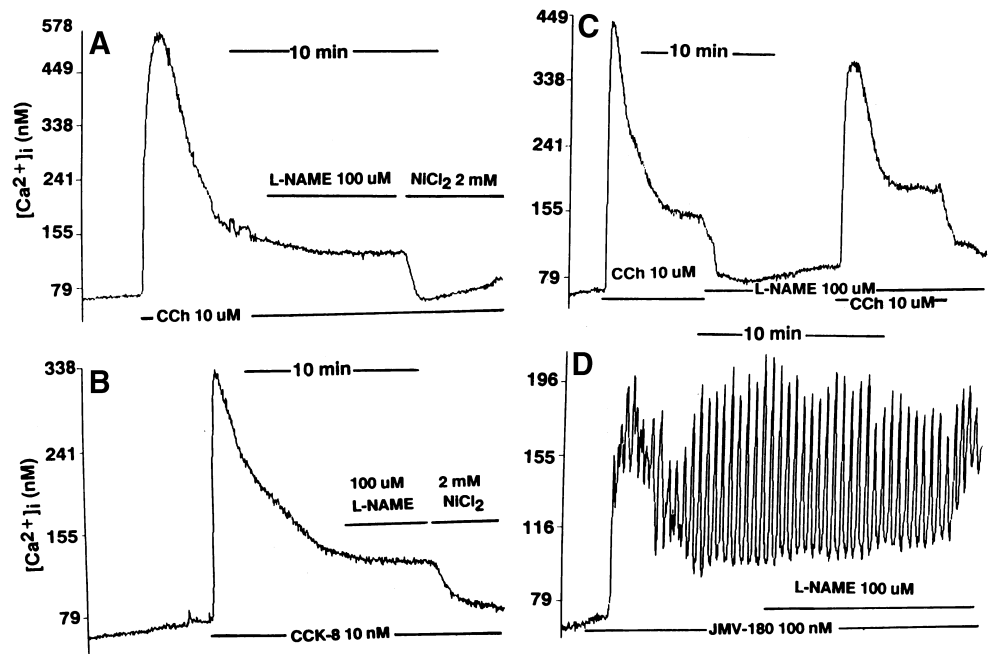 A
578
449
338
241
155
79
[Ca2+]i (nM)
10 min
L-NAME 100 uM
NiCl2 2 mM
CCh 10 uM
C
449
338
241
155
79
10 min
CCh 10 uM
L-NAME 100 uM
CCh 10 uM
B
338
241
155
79
[Ca2+]i (nM)
10 min
100 uM
L-NAME
2 mM
NiCl2
CCK-8 10 nM
D
196
155
116
79
10 min
L-NAME 100 uM
JMV-180 100 nM